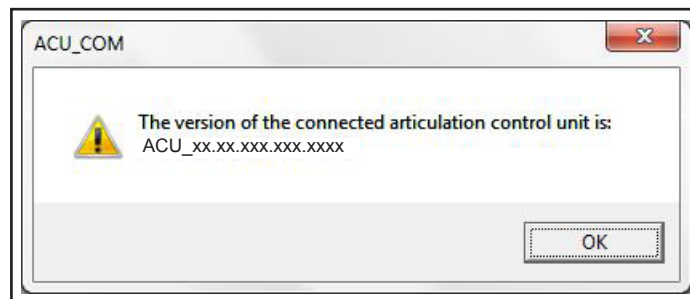 ACU_COM
The version of the connected articulation control unit is:
ACU_xx.xx.xxx.xxx.xxxx
OK